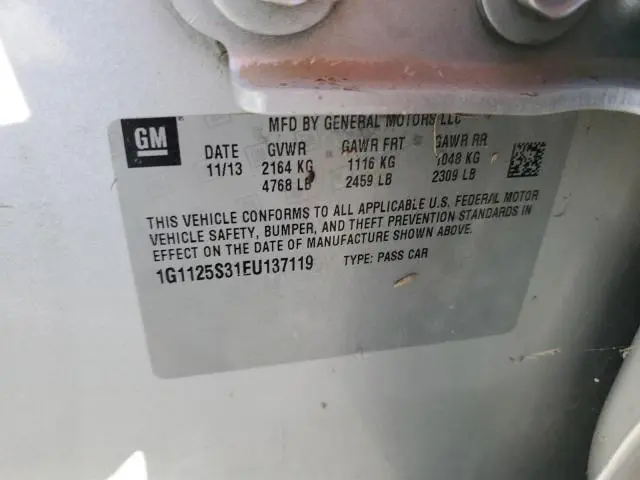 MFD BY GENERAL MOTORS LLC
GM
DATE GVWR GAWR FRT GAWR RR
11/13 2164 KG 1116 KG 1048 KG
4768 LB 2459 LB 2309 LB
THIS VEHICLE CONFORMS TO ALL APPLICABLE U.S. FEDERAL MOTOR
VEHICLE SAFETY, BUMPER, AND THEFT PREVENTION STANDARDS IN
EFFECT ON THE DATE OF MANUFACTURE SHOWN ABOVE.
1G1125S31EU137119 TYPE: PASS CAR